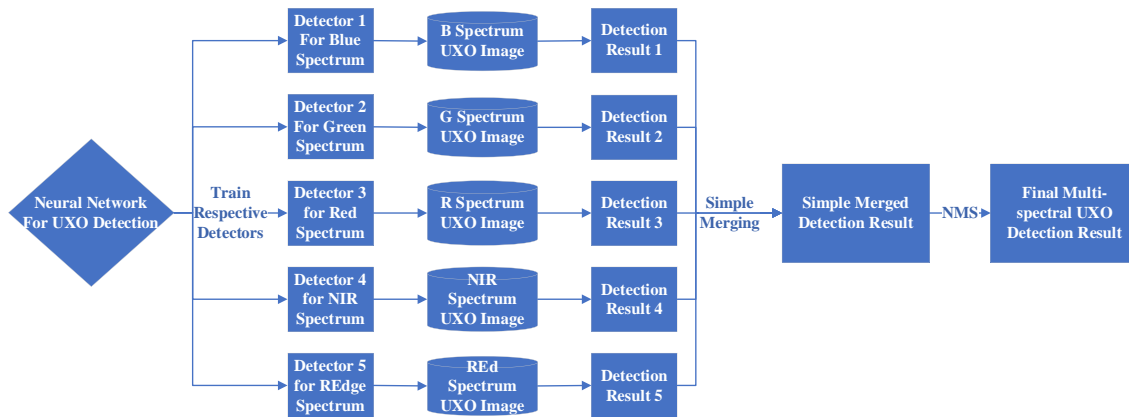 Detector 1
For Blue
Spectrum
B Spectrum
UXO Image
Detection
Result 1
Detector 2
For Green
Spectrum
G Spectrum
UXO Image
Detection
Result 2
Neural Network
For UXO Detection
Train
Respective
Detectors
Detector 3
for Red
Spectrum
R Spectrum
UXO Image
Detection
Result 3
Simple
Merging
Simple Merged
Detection Result
NMS
Final Multi-
spectral UXO
Detection Result
Detector 4
for NIR
Spectrum
NIR
Spectrum
UXO Image
Detection
Result 4
Detector 5
for REdge
Spectrum
REd
Spectrum
UXO Image
Detection
Result 5